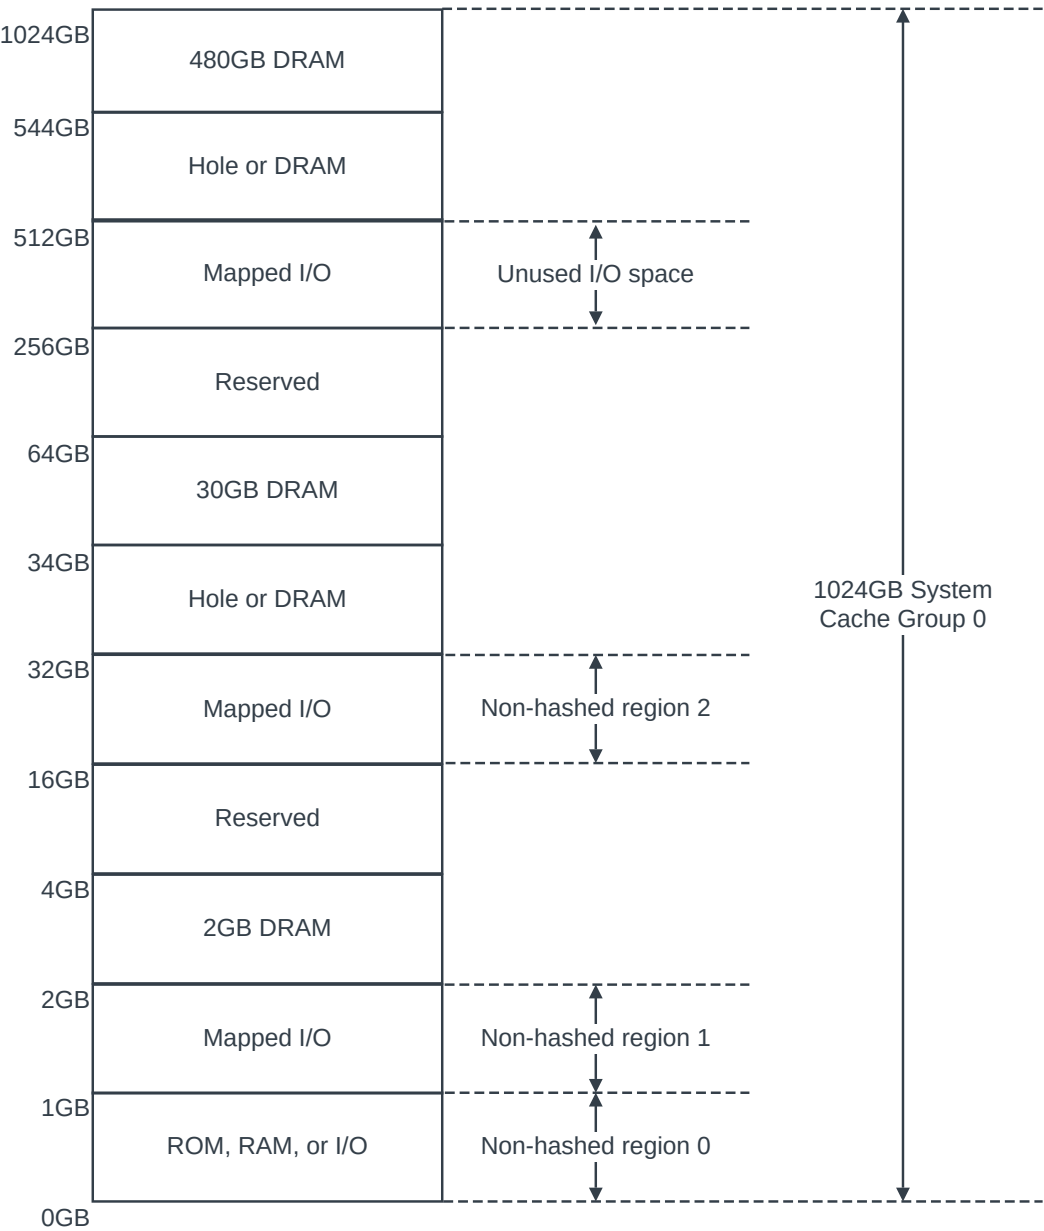 1024GB
480GB DRAM
544GB
Hole or DRAM
512GB
Mapped I/O
Unused I/O space
256GB
Reserved
64GB
30GB DRAM
34GB
Hole or DRAM
1024GB System
Cache Group 0
32GB
Mapped I/O
Non-hashed region 2
16GB
Reserved
4GB
2GB DRAM
2GB
Mapped I/O
Non-hashed region 1
1GB
ROM, RAM, or I/O
Non-hashed region 0
0GB